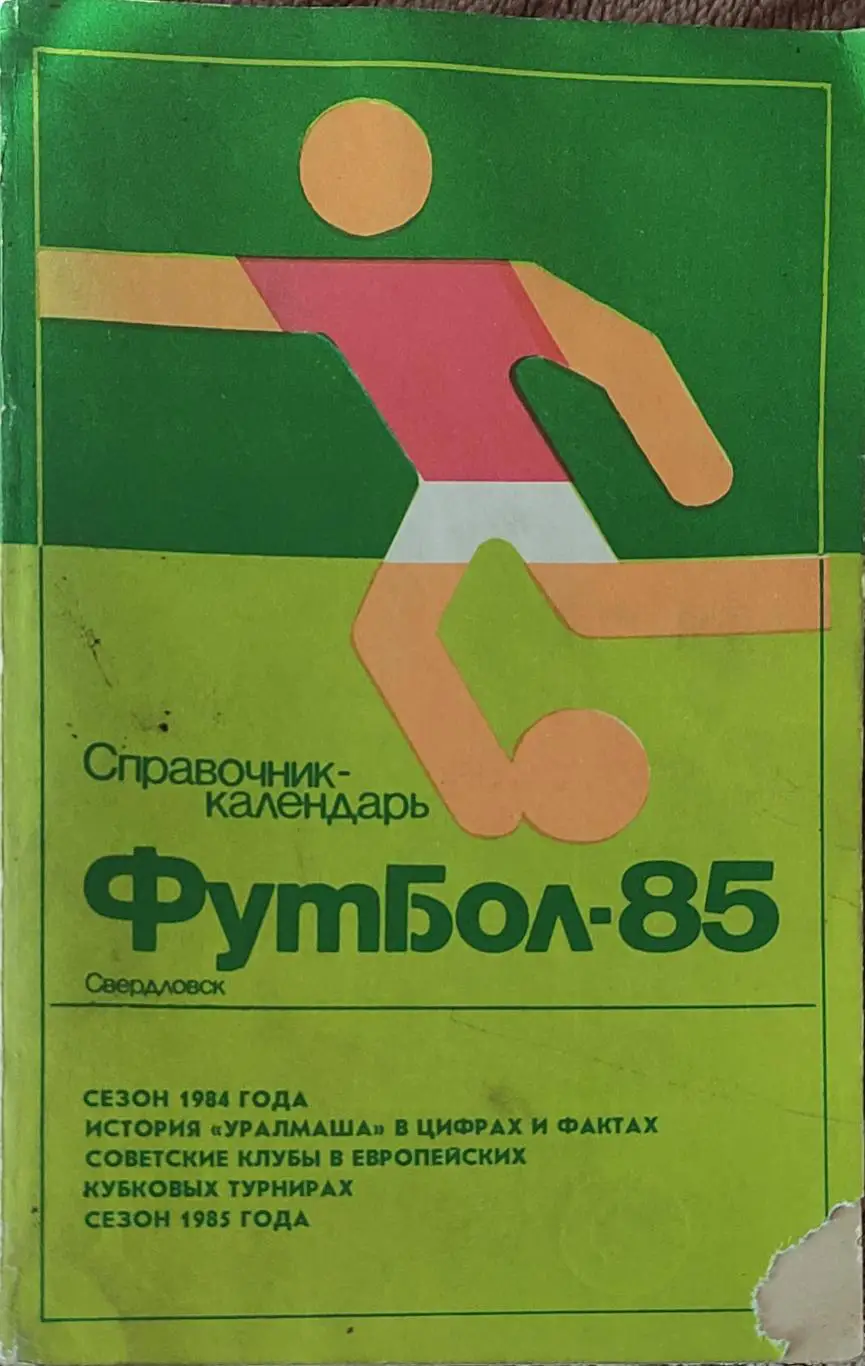 Справочник-
календарь
Футбол-85
Свердловск
СЕЗОН 1984 ГОДА
ИСТОРИЯ «УРАЛМАША» В ЦИФРАХ И ФАКТАХ
СОВЕТСКИЕ КЛУБЫ В ЕВРОПЕЙСКИХ
КУБКОВЫХ ТУРНИРАХ
СЕЗОН 1985 ГОДА